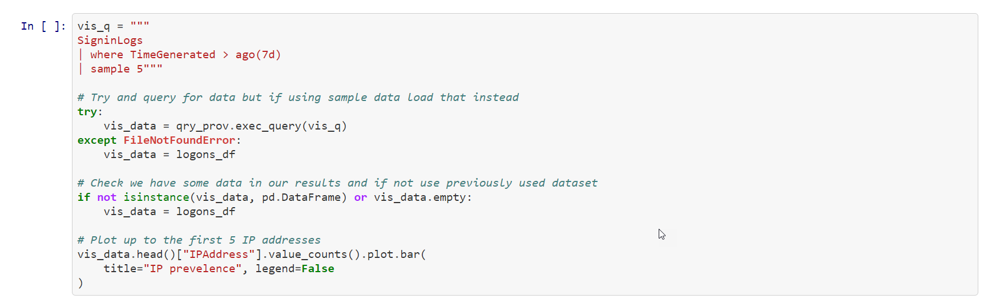 In [ ]:
vis_q = """
SigninLogs
| where TimeGenerated > ago(7d)
| sample 5"""

# Try and query for data but if using sample data load that instead
try:
    vis_data = qry_prov.exec_query(vis_q)
except FileNotFoundError:
    vis_data = logons_df

# Check we have some data in our results and if not use previously used dataset
if not isinstance(vis_data, pd.DataFrame) or vis_data.empty:
    vis_data = logons_df

# Plot up to the first 5 IP addresses
vis_data.head()["IPAddress"].value_counts().plot.bar(
    title="IP prevelence", legend=False
)